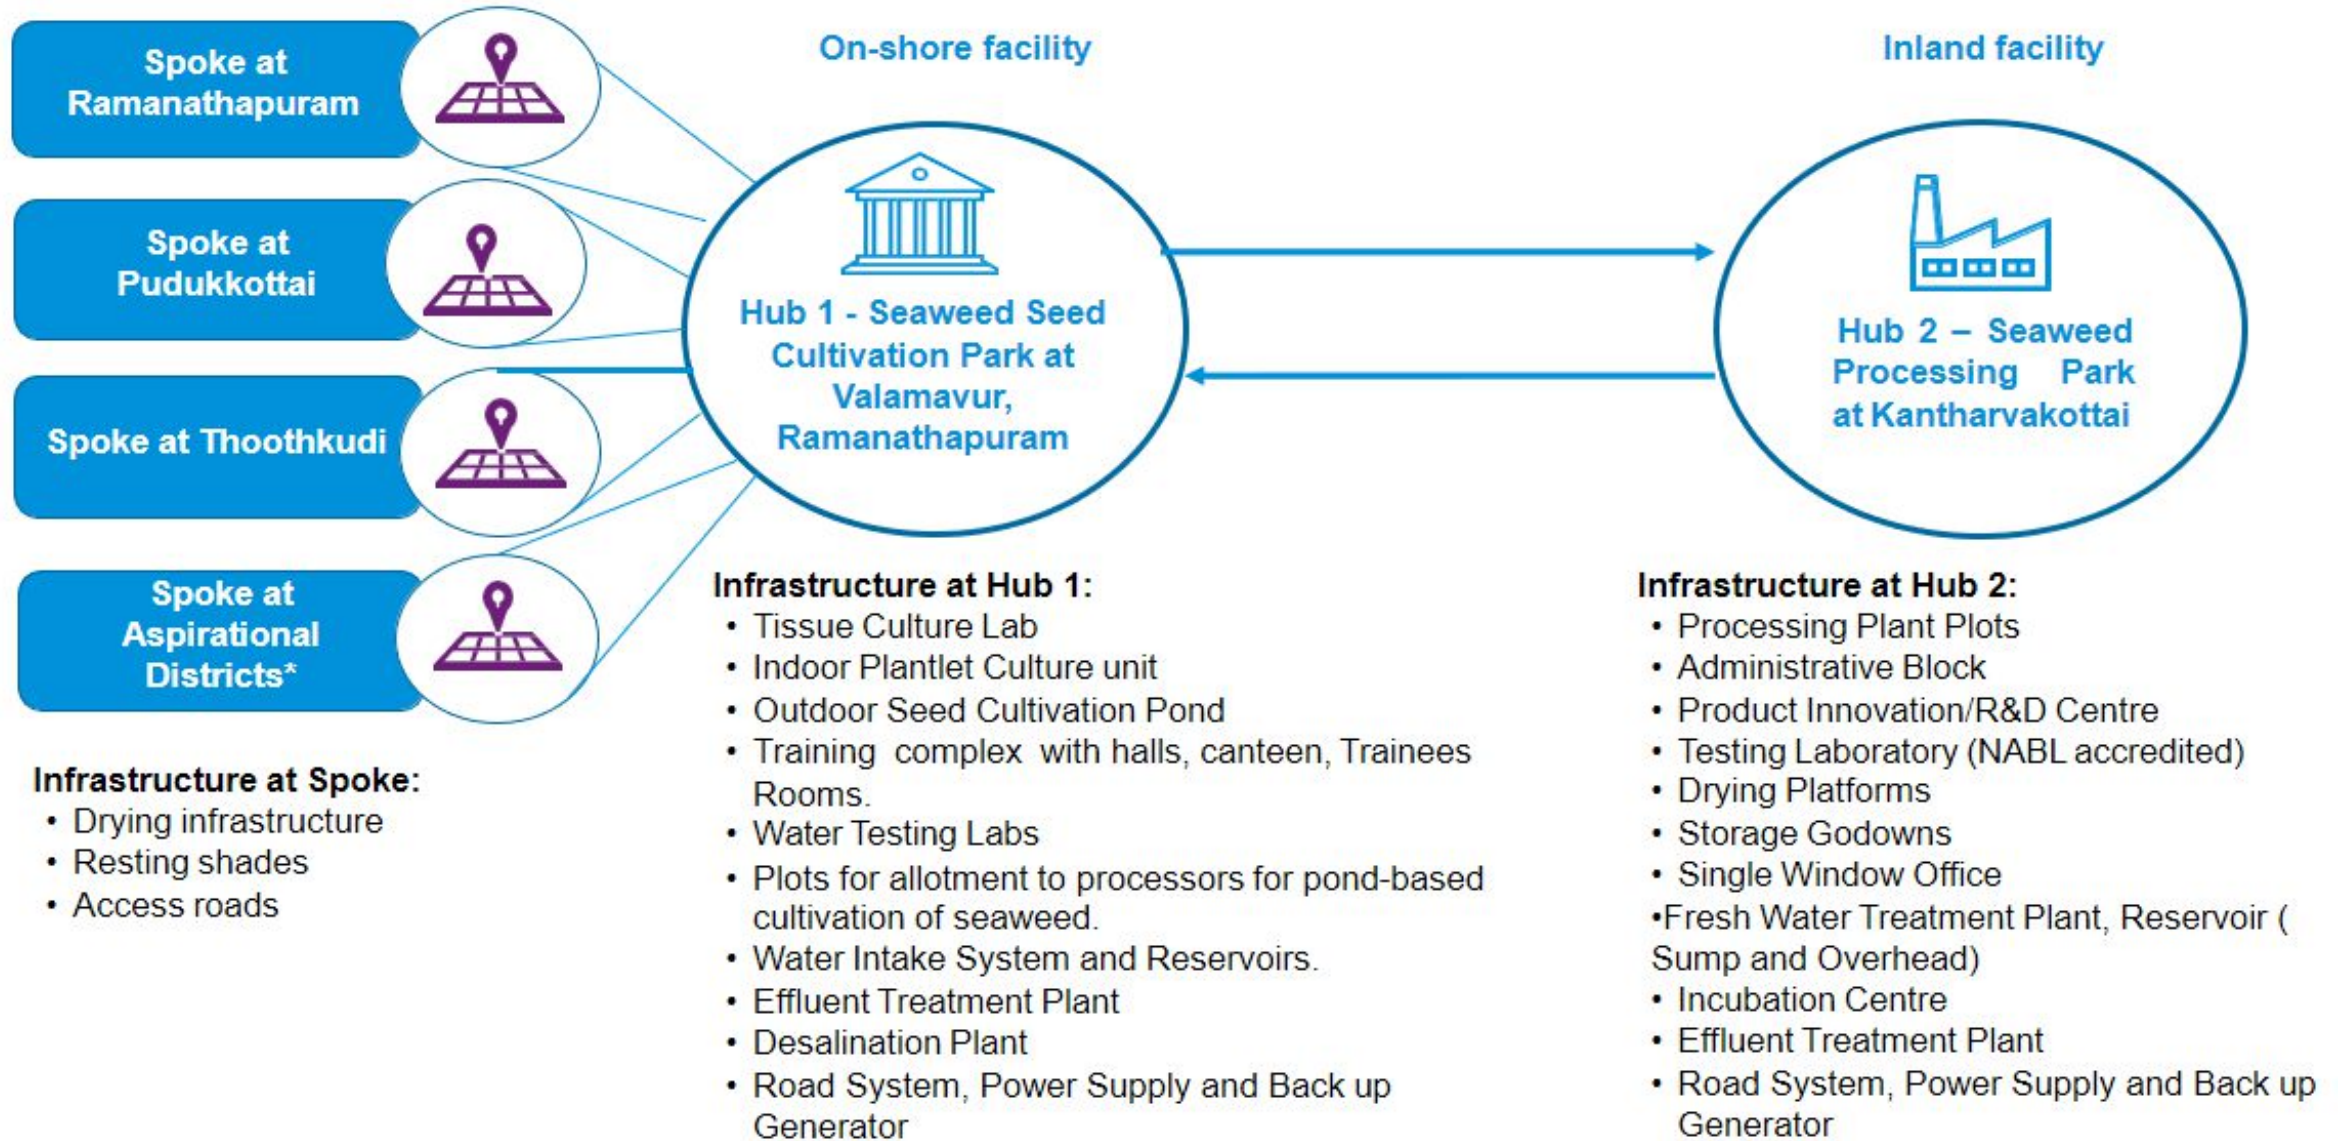 Spoke at
Ramanathapuram
Spoke at
Pudukkottai
Spoke at Thoothkudi
Spoke at
Aspirational
Districts*
Infrastructure at Spoke:
• Drying infrastructure
• Resting shades
• Access roads
On-shore facility
Hub 1 - Seaweed Seed
Cultivation Park at
Valamavur,
Ramanathapuram
Infrastructure at Hub 1:
• Tissue Culture Lab
• Indoor Plantlet Culture unit
• Outdoor Seed Cultivation Pond
• Training complex with halls, canteen, Trainees
Rooms.
• Water Testing Labs
• Plots for allotment to processors for pond-based
cultivation of seaweed.
• Water Intake System and Reservoirs.
• Effluent Treatment Plant
• Desalination Plant
• Road System, Power Supply and Back up
Generator
Inland facility
Hub 2 – Seaweed
Processing Park
at Kantharvakottai
Infrastructure at Hub 2:
• Processing Plant Plots
• Administrative Block
• Product Innovation/R&D Centre
• Testing Laboratory (NABL accredited)
• Drying Platforms
• Storage Godowns
• Single Window Office
•Fresh Water Treatment Plant, Reservoir (
Sump and Overhead)
• Incubation Centre
• Effluent Treatment Plant
• Road System, Power Supply and Back up
Generator